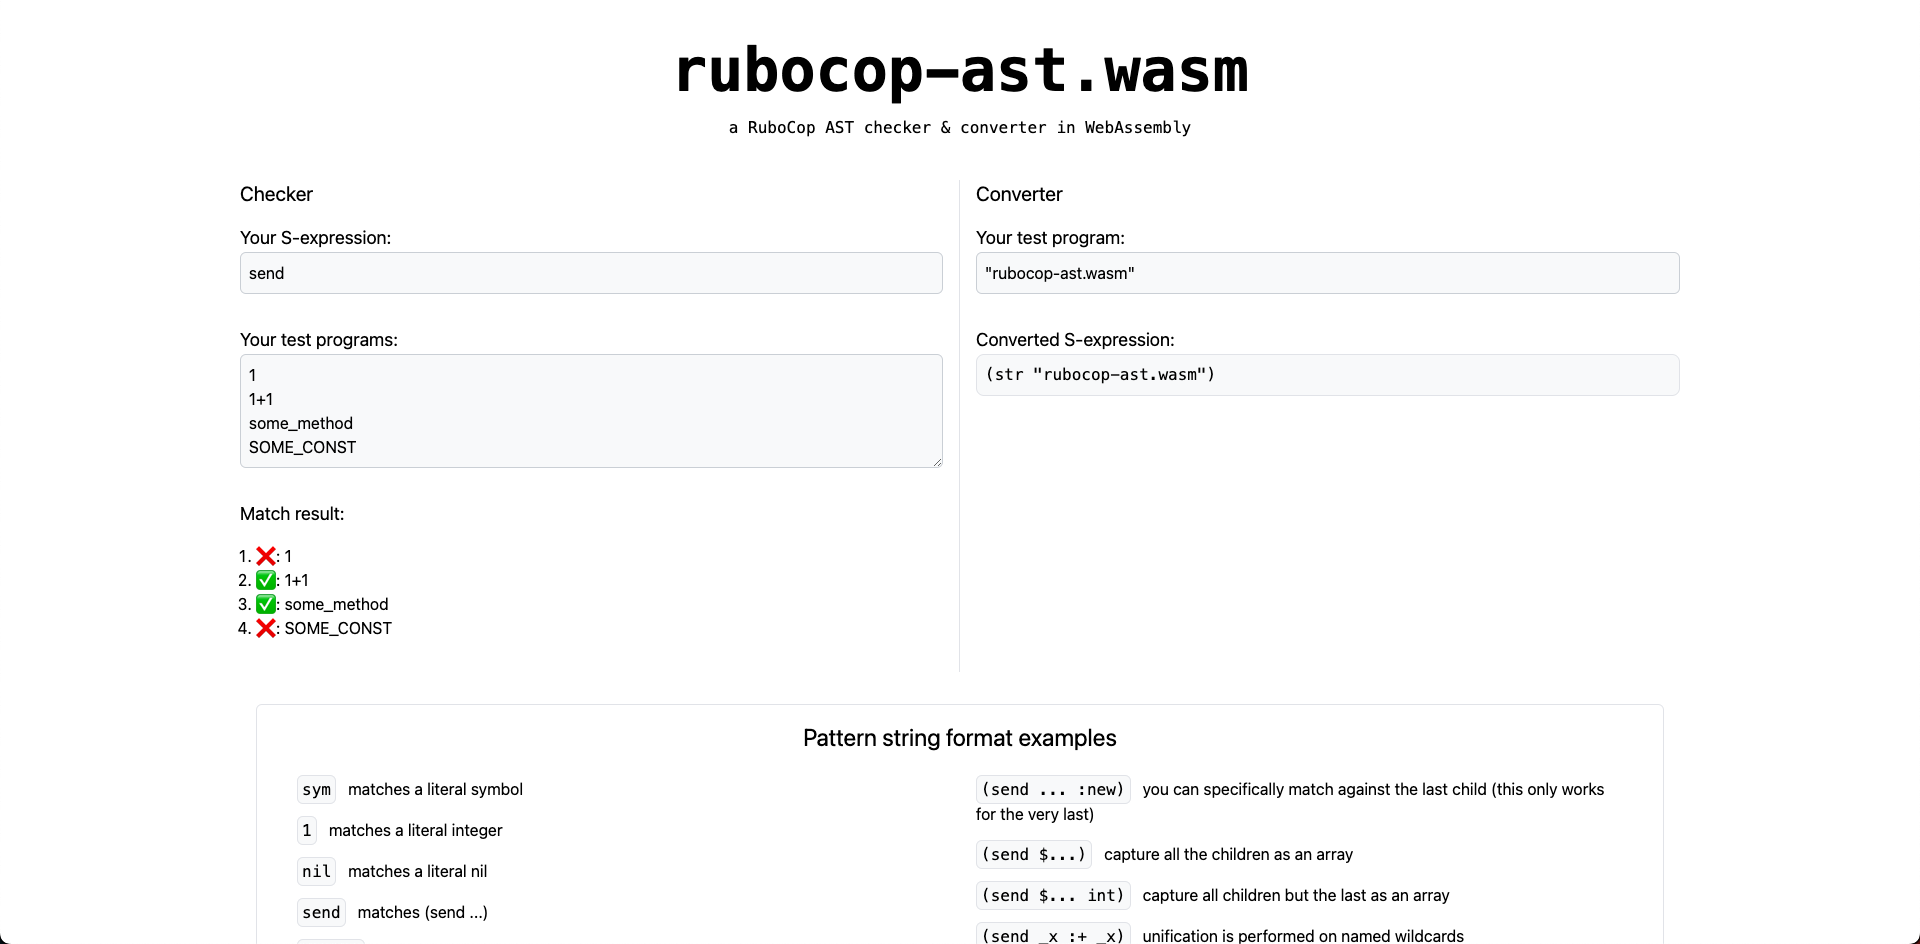 rubocop-ast.wasm
a RuboCop AST checker & converter in WebAssembly
Checker
Your S-expression:
send
Your test programs:
1
1+1
some_method
SOME_CONST
Match result:
1. ❌: 1
2. ✅: 1+1
3. ✅: some_method
4. ❌: SOME_CONST
Converter
Your test program:
"rubocop-ast.wasm"
Converted S-expression:
(str "rubocop-ast.wasm")
Pattern string format examples
sym matches a literal symbol
1 matches a literal integer
nil matches a literal nil
send matches (send ...)
(send ... :new) you can specifically match against the last child (this only works
for the very last)
(send $...) capture all the children as an array
(send $... int) capture all children but the last as an array
(send _x :+ _x) unification is performed on named wildcards